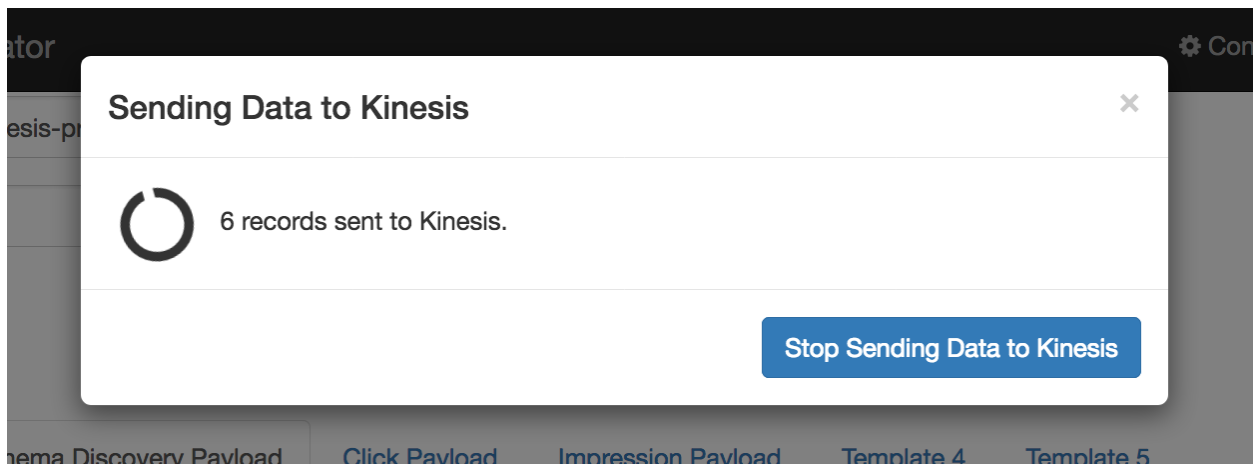 ator
Con
Sending Data to Kinesis
×
esis-pr
6 records sent to Kinesis.
Stop Sending Data to Kinesis
hema Discovery Payload
Click Payload
Impression Payload
Template 4
Template 5